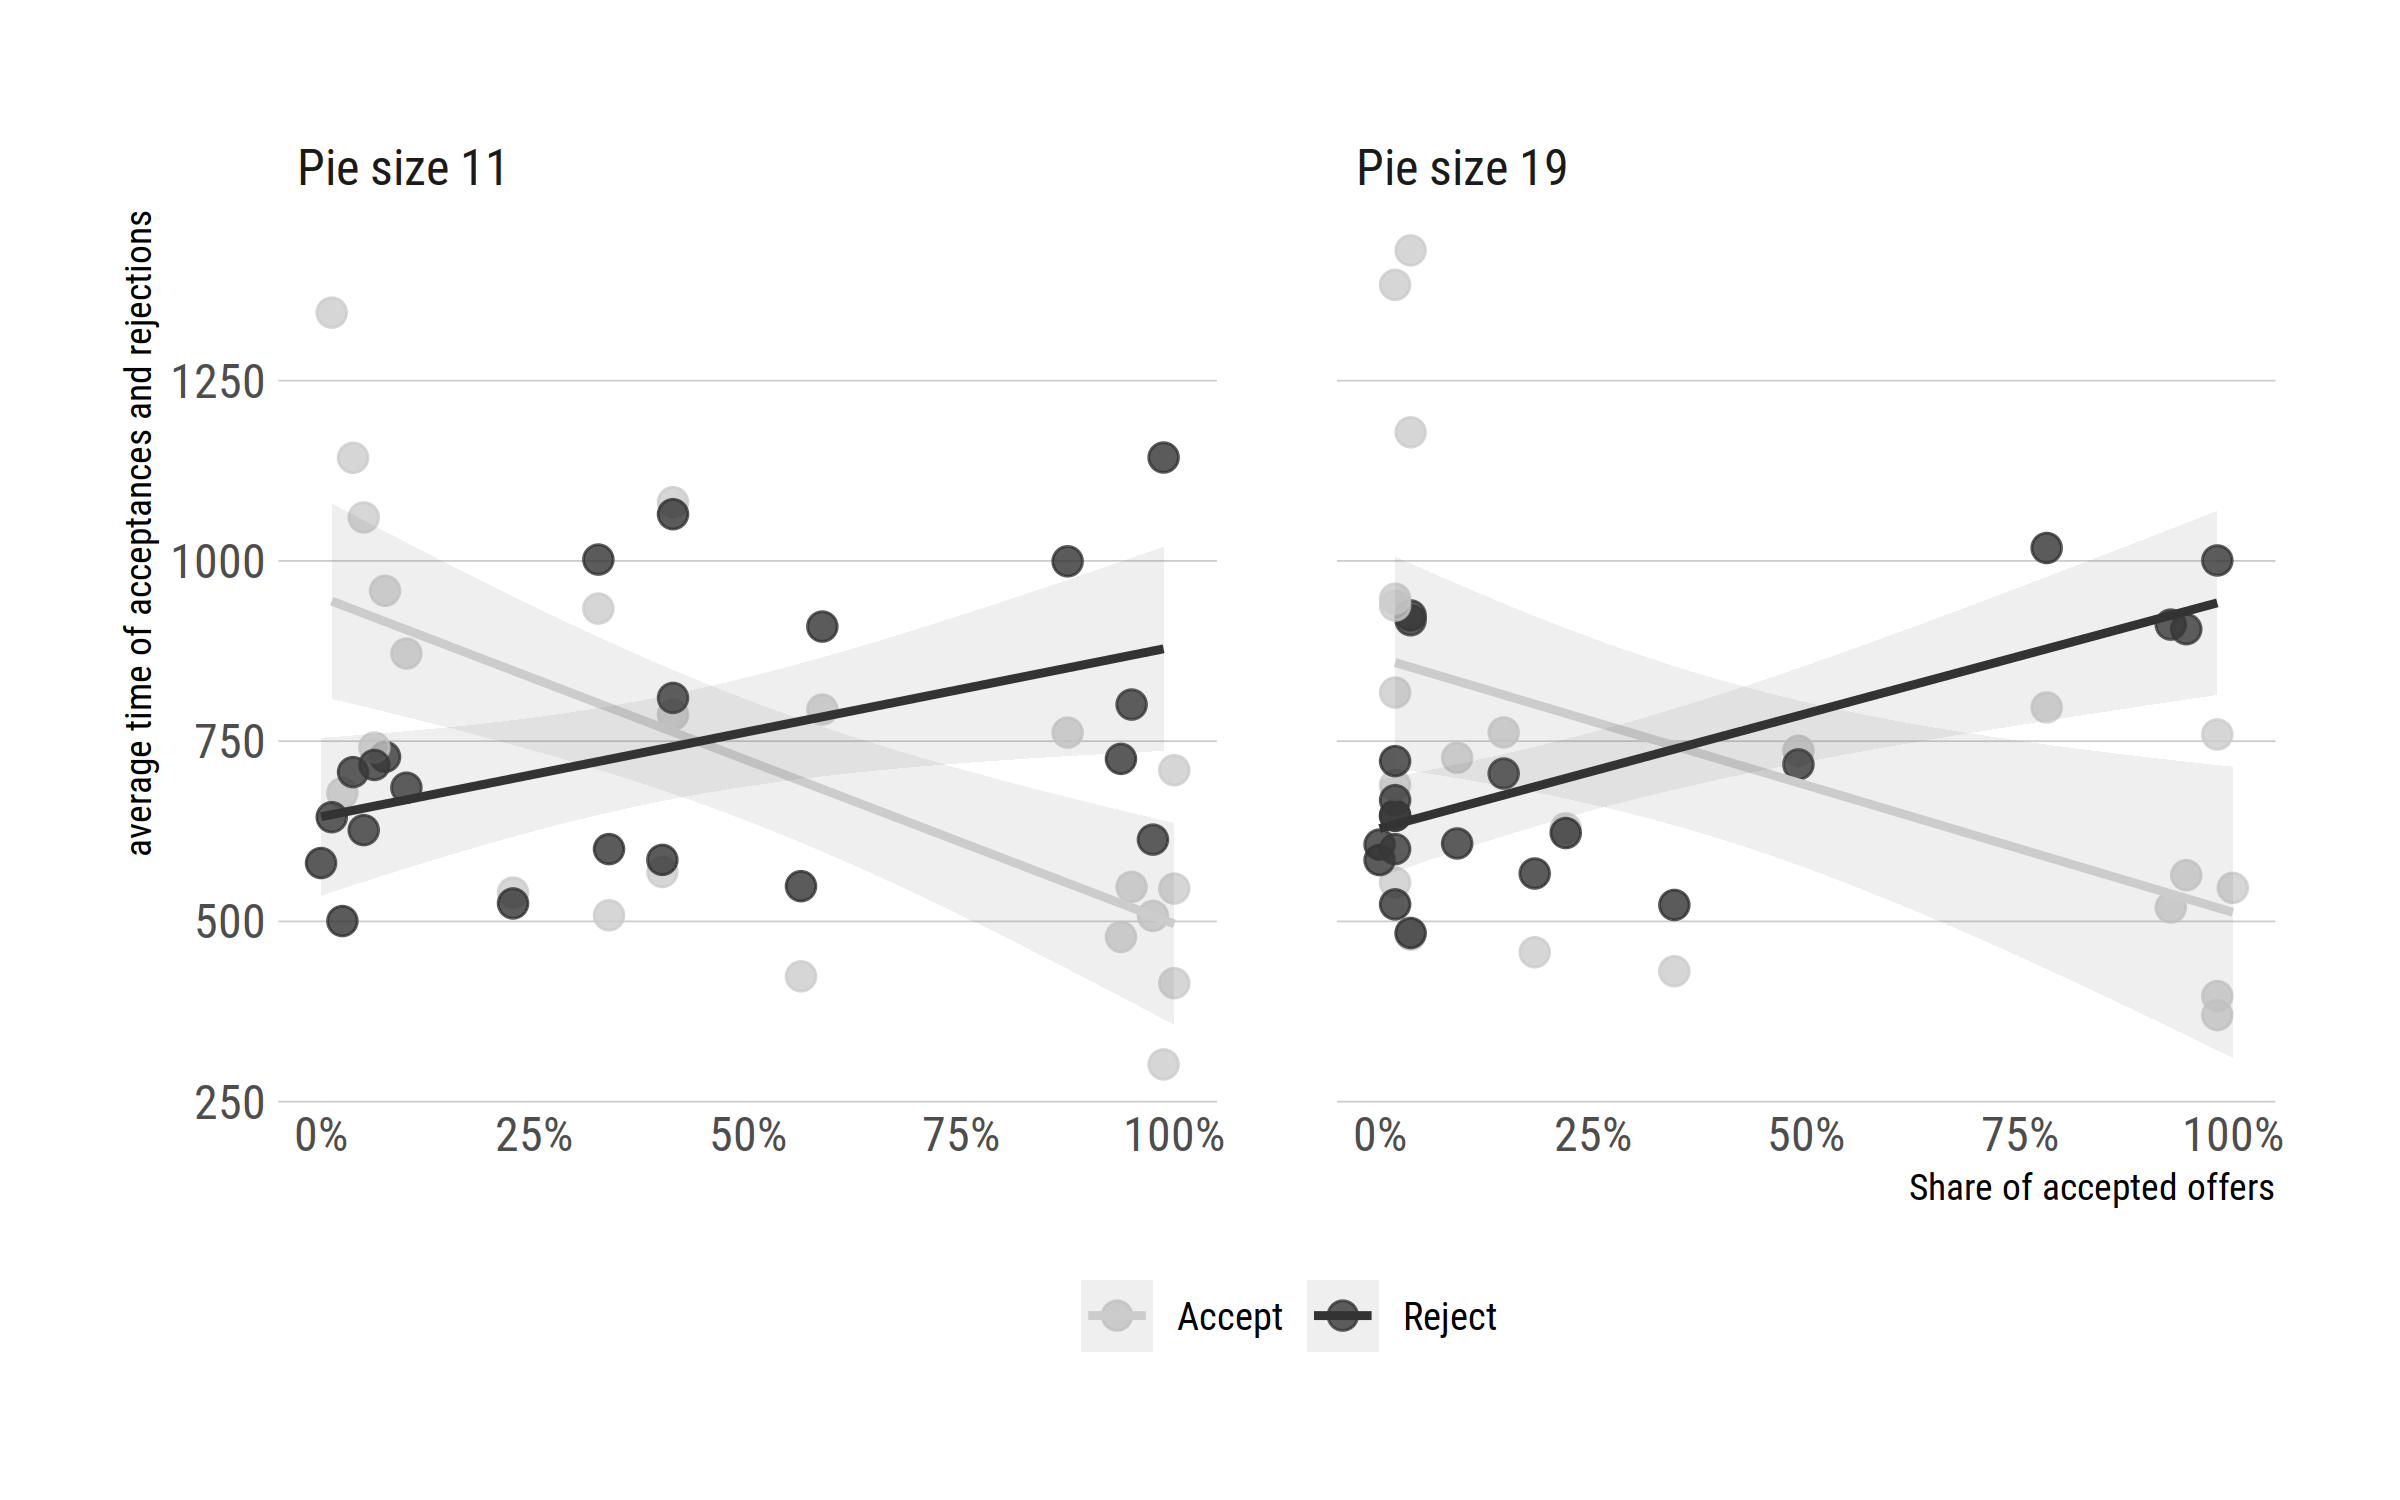 Pie size 11
Pie size 19
average time of acceptances and rejections
1250
1000
750
500
250
0% 25% 50% 75% 100%
0% 25% 50% 75% 100%
Share of accepted offers
Accept Reject